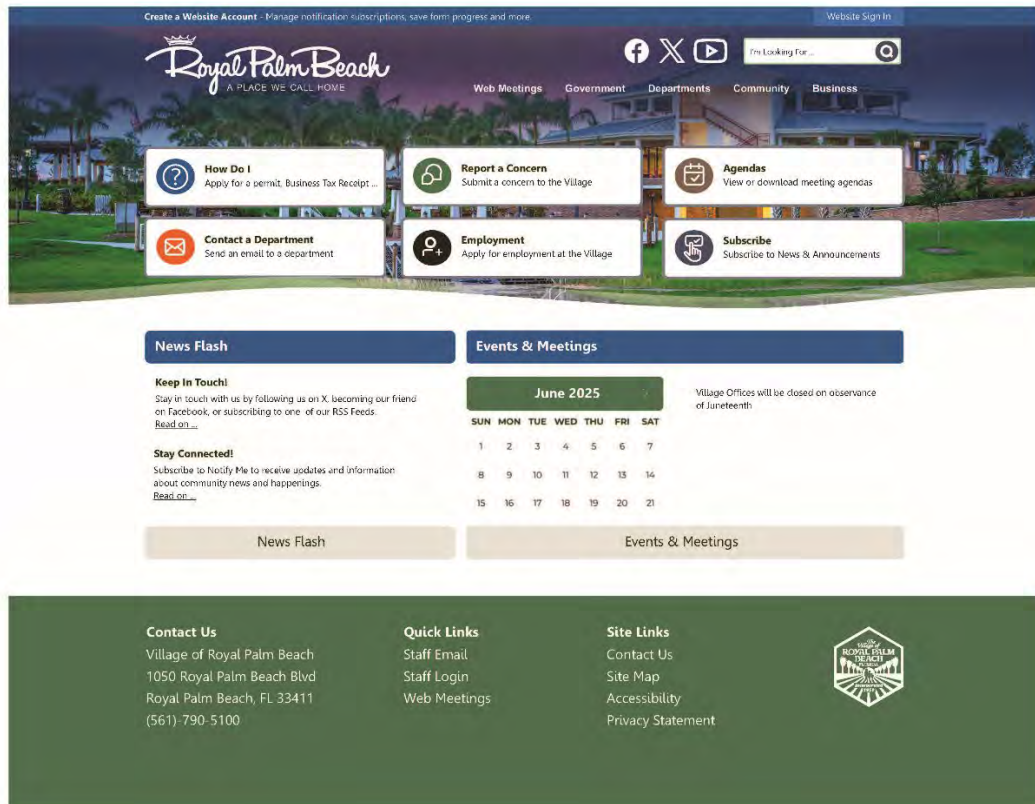 Create a Website Account - Manage notification subscriptions, save form progress and more.
Website Sign In
Royal Palm Beach
A PLACE WE CALL HOME
I'm Looking For ...
Web Meetings Government Departments Community Business
How Do I
Apply for a permit, Business Tax Receipt ...
Report a Concern
Submit a concern to the Village
Agendas
View or download meeting agendas
Contact a Department
Send an email to a department
Employment
Apply for employment at the Village
Subscribe
Subscribe to News & Announcements
News Flash
Keep In Touch!
Stay in touch with us by following us on X, becoming our friend
on Facebook, or subscribing to one of our RSS Feeds.
Read on ...
Stay Connected!
Subscribe to Notify Me to receive updates and information
about community news and happenings.
Read on ...
News Flash
Events & Meetings
June 2025
SUN MON TUE WED THU FRI SAT
1 2 3 4 5 6 7
8 9 10 11 12 13 14
15 16 17 18 19 20 21
Village Offices will be closed on observance
of Juneteenth
Events & Meetings
Contact Us
Village of Royal Palm Beach
1050 Royal Palm Beach Blvd
Royal Palm Beach, FL 33411
(561)-790-5100
Quick Links
Staff Email
Staff Login
Web Meetings
Site Links
Contact Us
Site Map
Accessibility
Privacy Statement
The
Village of
ROYAL PALM
BEACH
FLORIDA